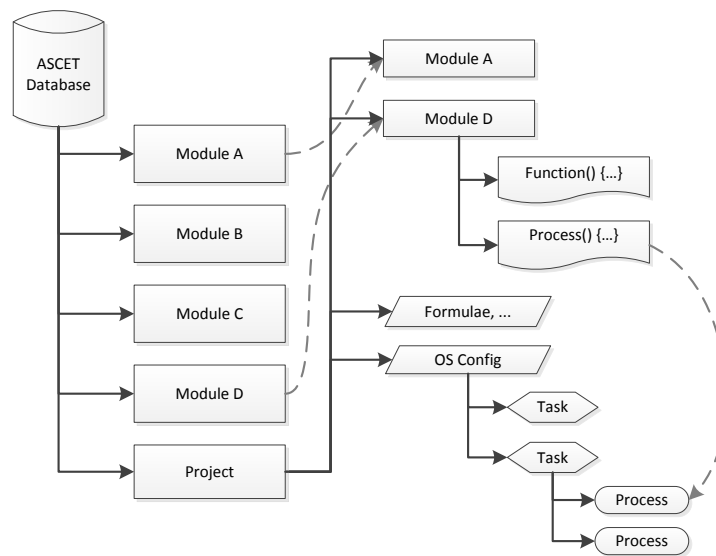 ASCET
Database
Module A
Module B
Module C
Module D
Project
Module A
Module D
Function() {...}
Process() {...}
Formulae, ...
OS Config
Task
Task
Process
Process